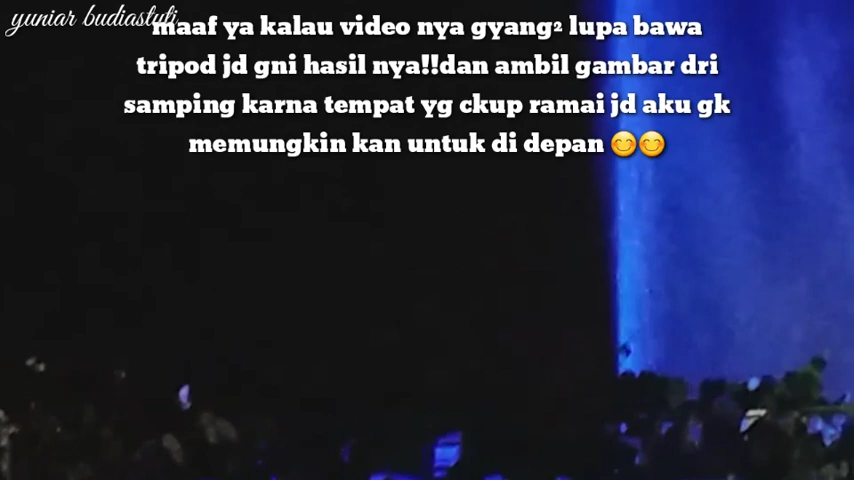 yuniar budiastuti
maaf ya kalau video nya gyang² lupa bawa
tripod jd gni hasil nya!!dan ambil gambar dri
samping karna tempat yg ckup ramai jd aku gk
memungkin kan untuk di depan 😊😊